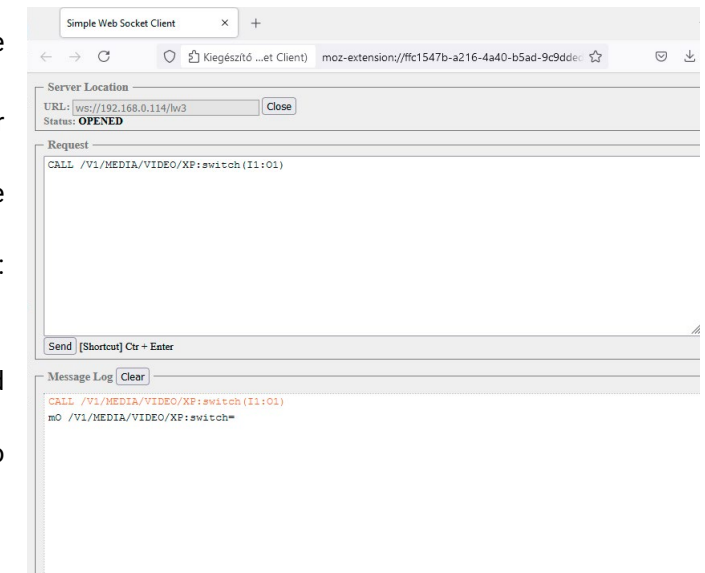 Simple Web Socket Client
Kiegészítő ...et Client) moz-extension://ffc1547b-a216-4a40-b5ad-9c9dded
Server Location
URL: ws://192.168.0.114/lw3 Close
Status: OPENED
Request
CALL /V1/MEDIA/VIDEO/XP:switch(I1:O1)
Send [Shortcut] Ctr + Enter
Message Log Clear
CALL /V1/MEDIA/VIDEO/XP:switch(I1:O1)
mO /V1/MEDIA/VIDEO/XP:switch=